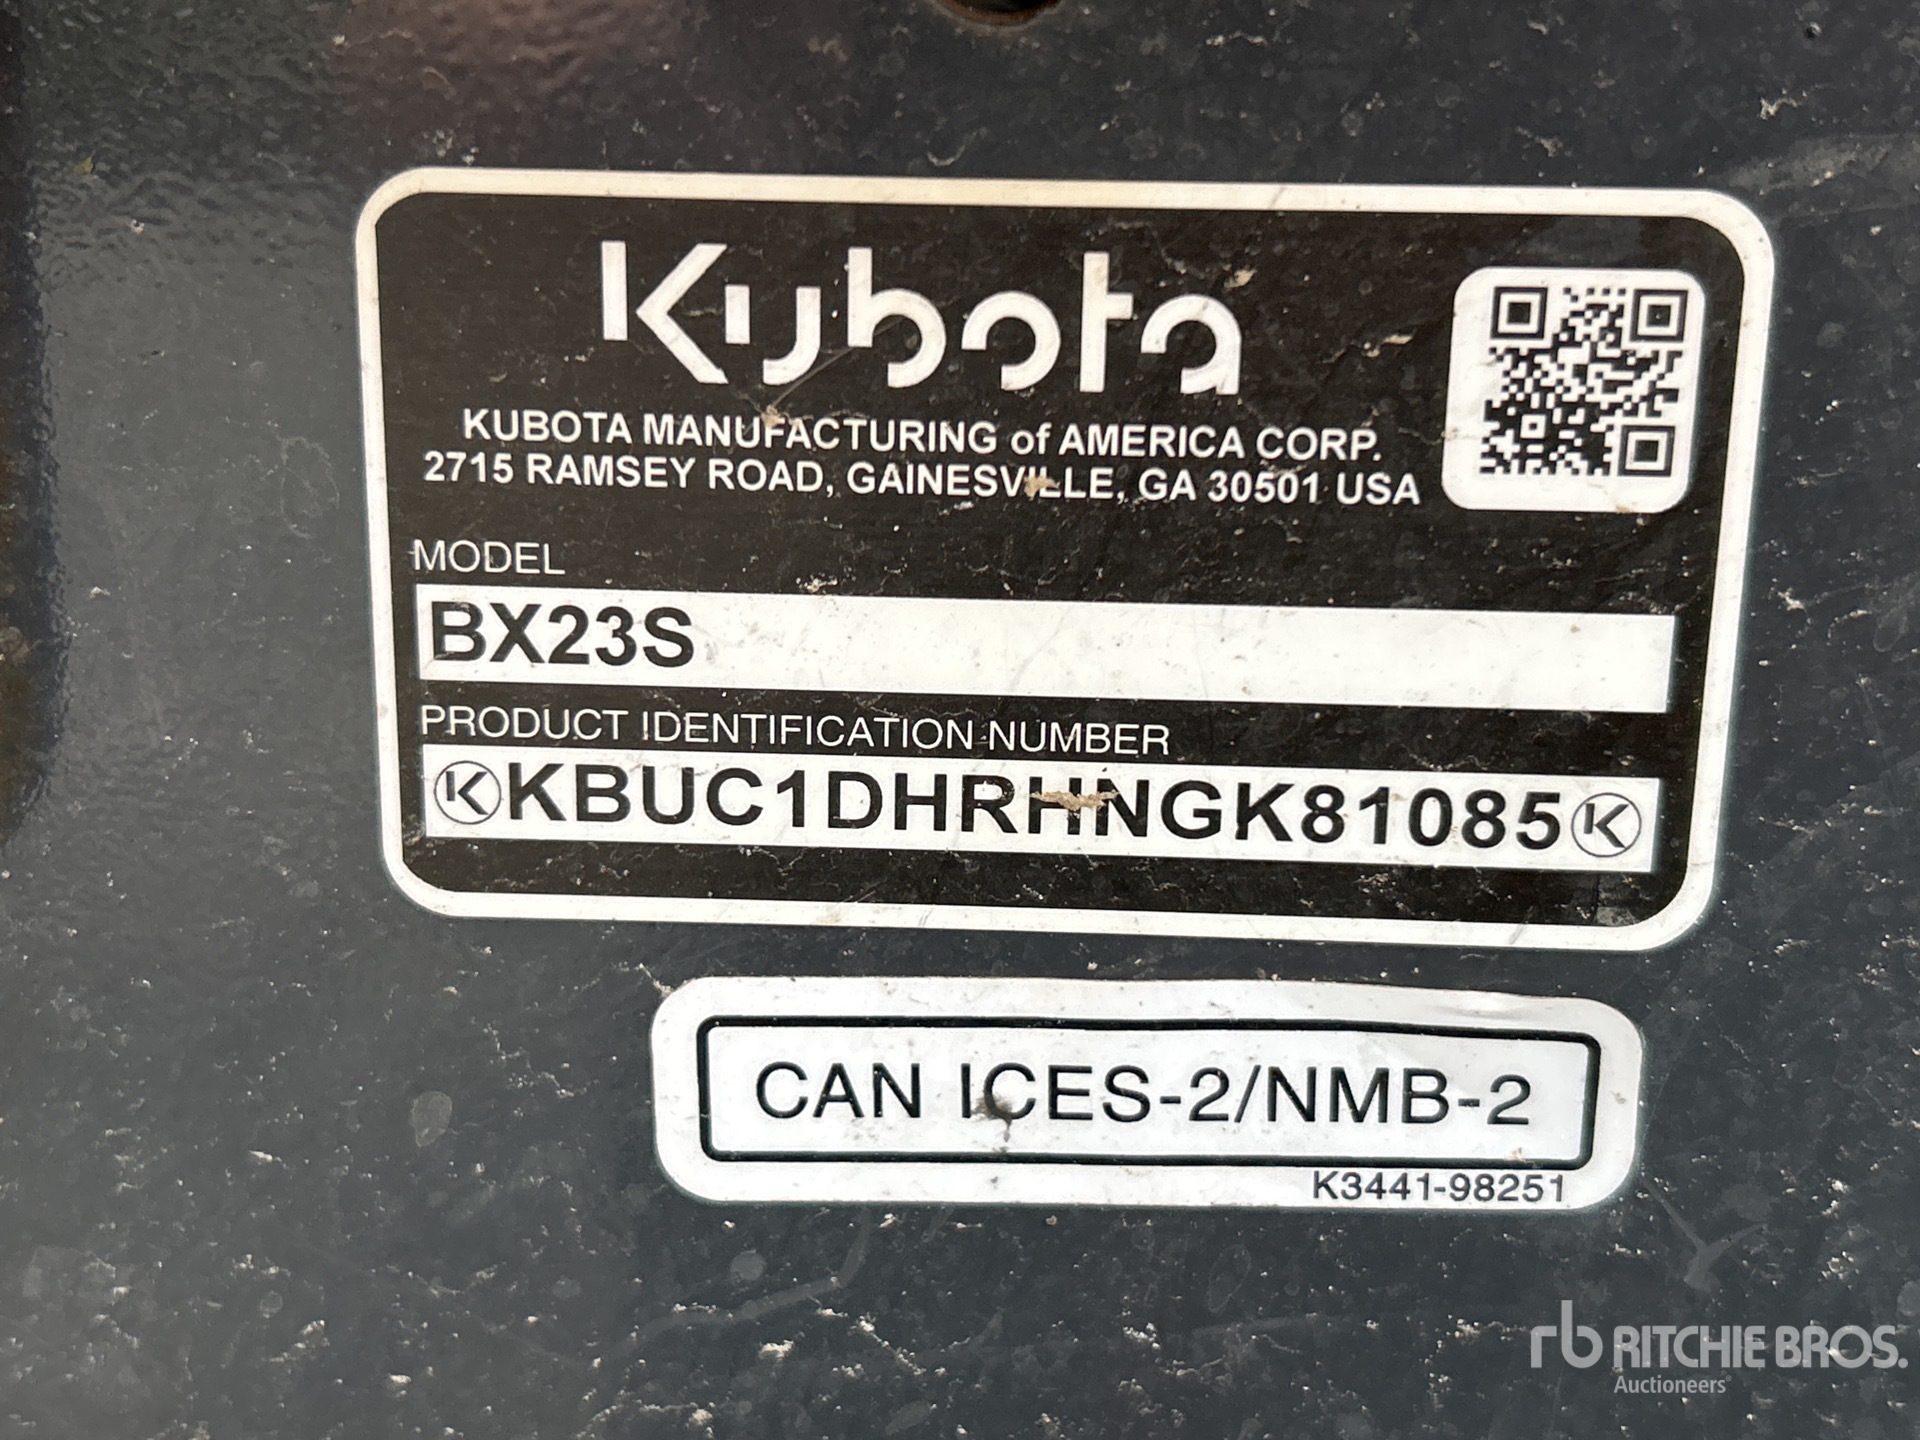 Kubota
KUBOTA MANUFACTURING of AMERICA CORP.
2715 RAMSEY ROAD, GAINESVILLE, GA 30501 USA
MODEL
BX23S
PRODUCT IDENTIFICATION NUMBER
KBUC1DHRHNGK81085
CAN ICES-2/NMB-2
K3441-98251
rb RITCHIE BROS.
Auctioneers